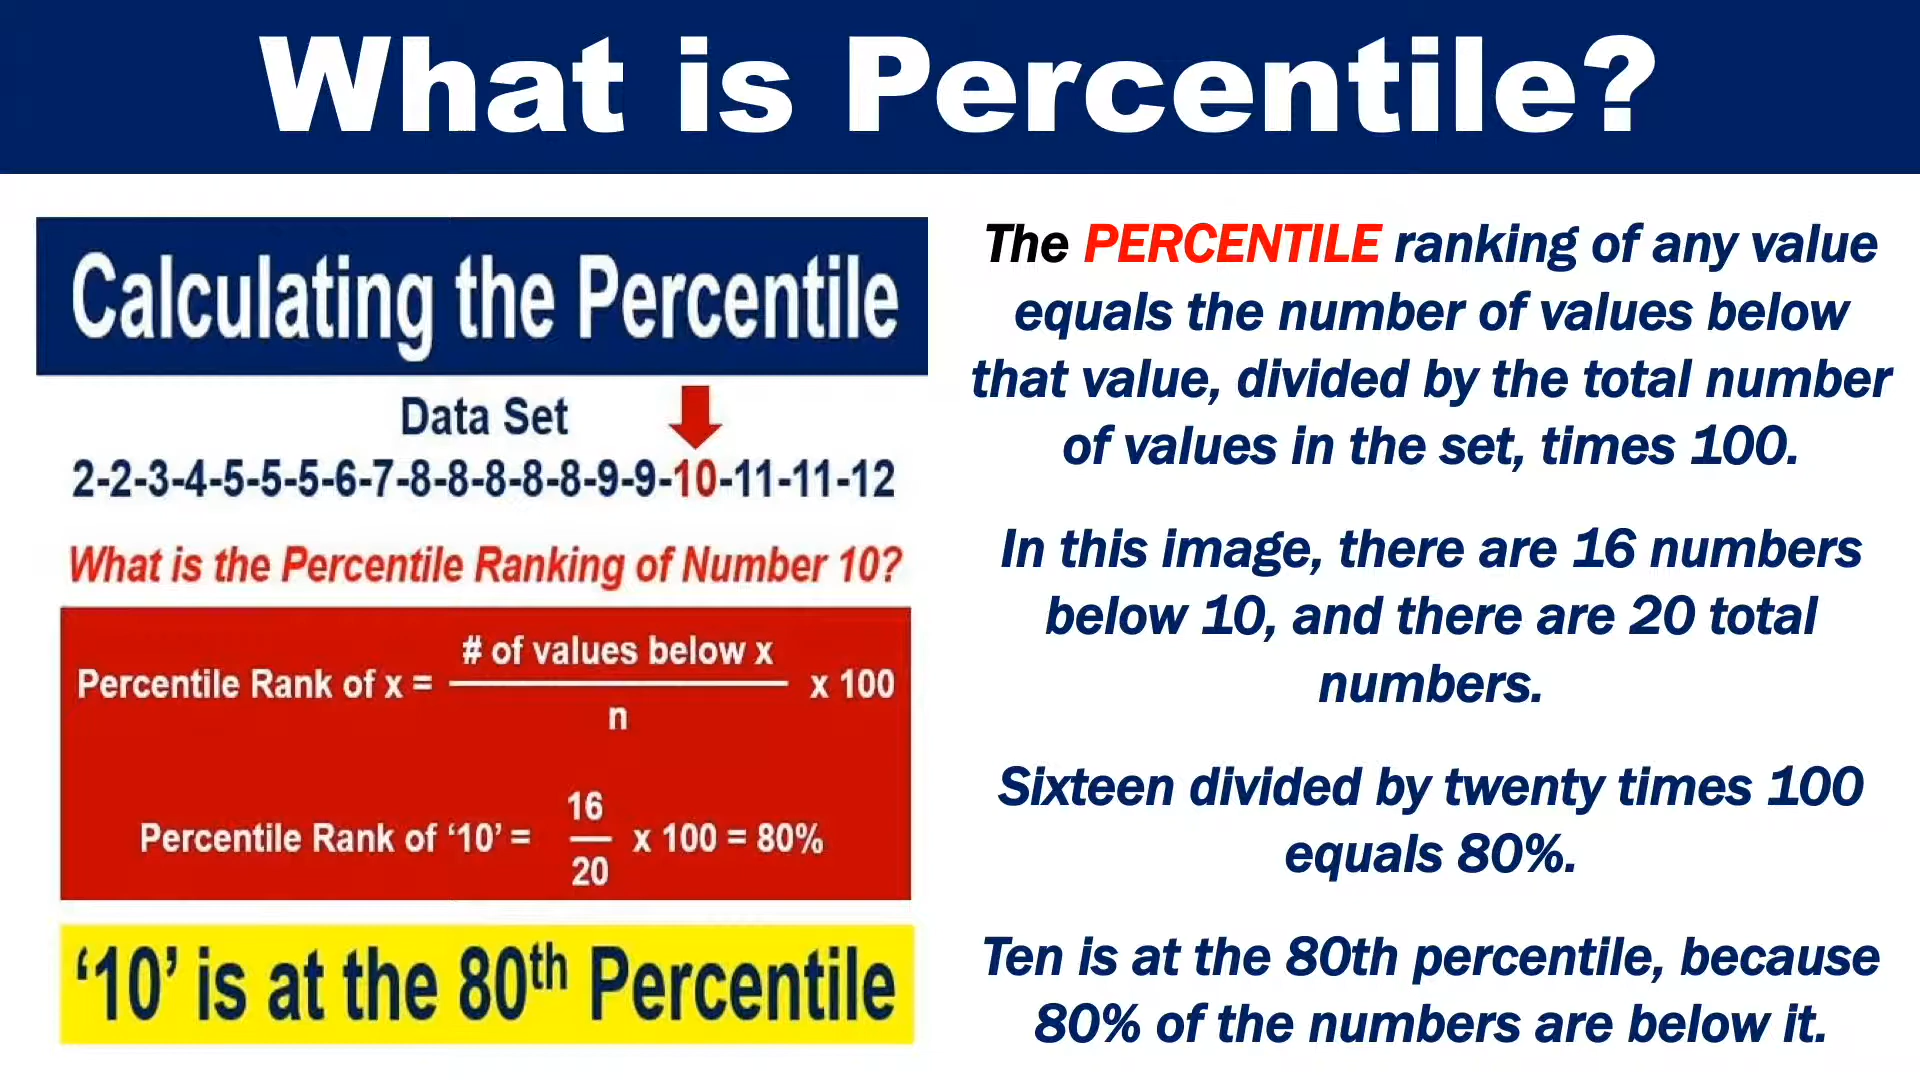 What is Percentile?
Calculating the Percentile
Data Set
2-2-3-4-5-5-5-6-7-8-8-8-8-8-9-9-10-11-11-12
What is the Percentile Ranking of Number 10?
# of values below x
Percentile Rank of x = x 100
n
16
Percentile Rank of ‘10’ = x 100 = 80%
20
‘10’ is at the 80th Percentile
The PERCENTILE ranking of any value
equals the number of values below
that value, divided by the total number
of values in the set, times 100.
In this image, there are 16 numbers
below 10, and there are 20 total
numbers.
Sixteen divided by twenty times 100
equals 80%.
Ten is at the 80th percentile, because
80% of the numbers are below it.